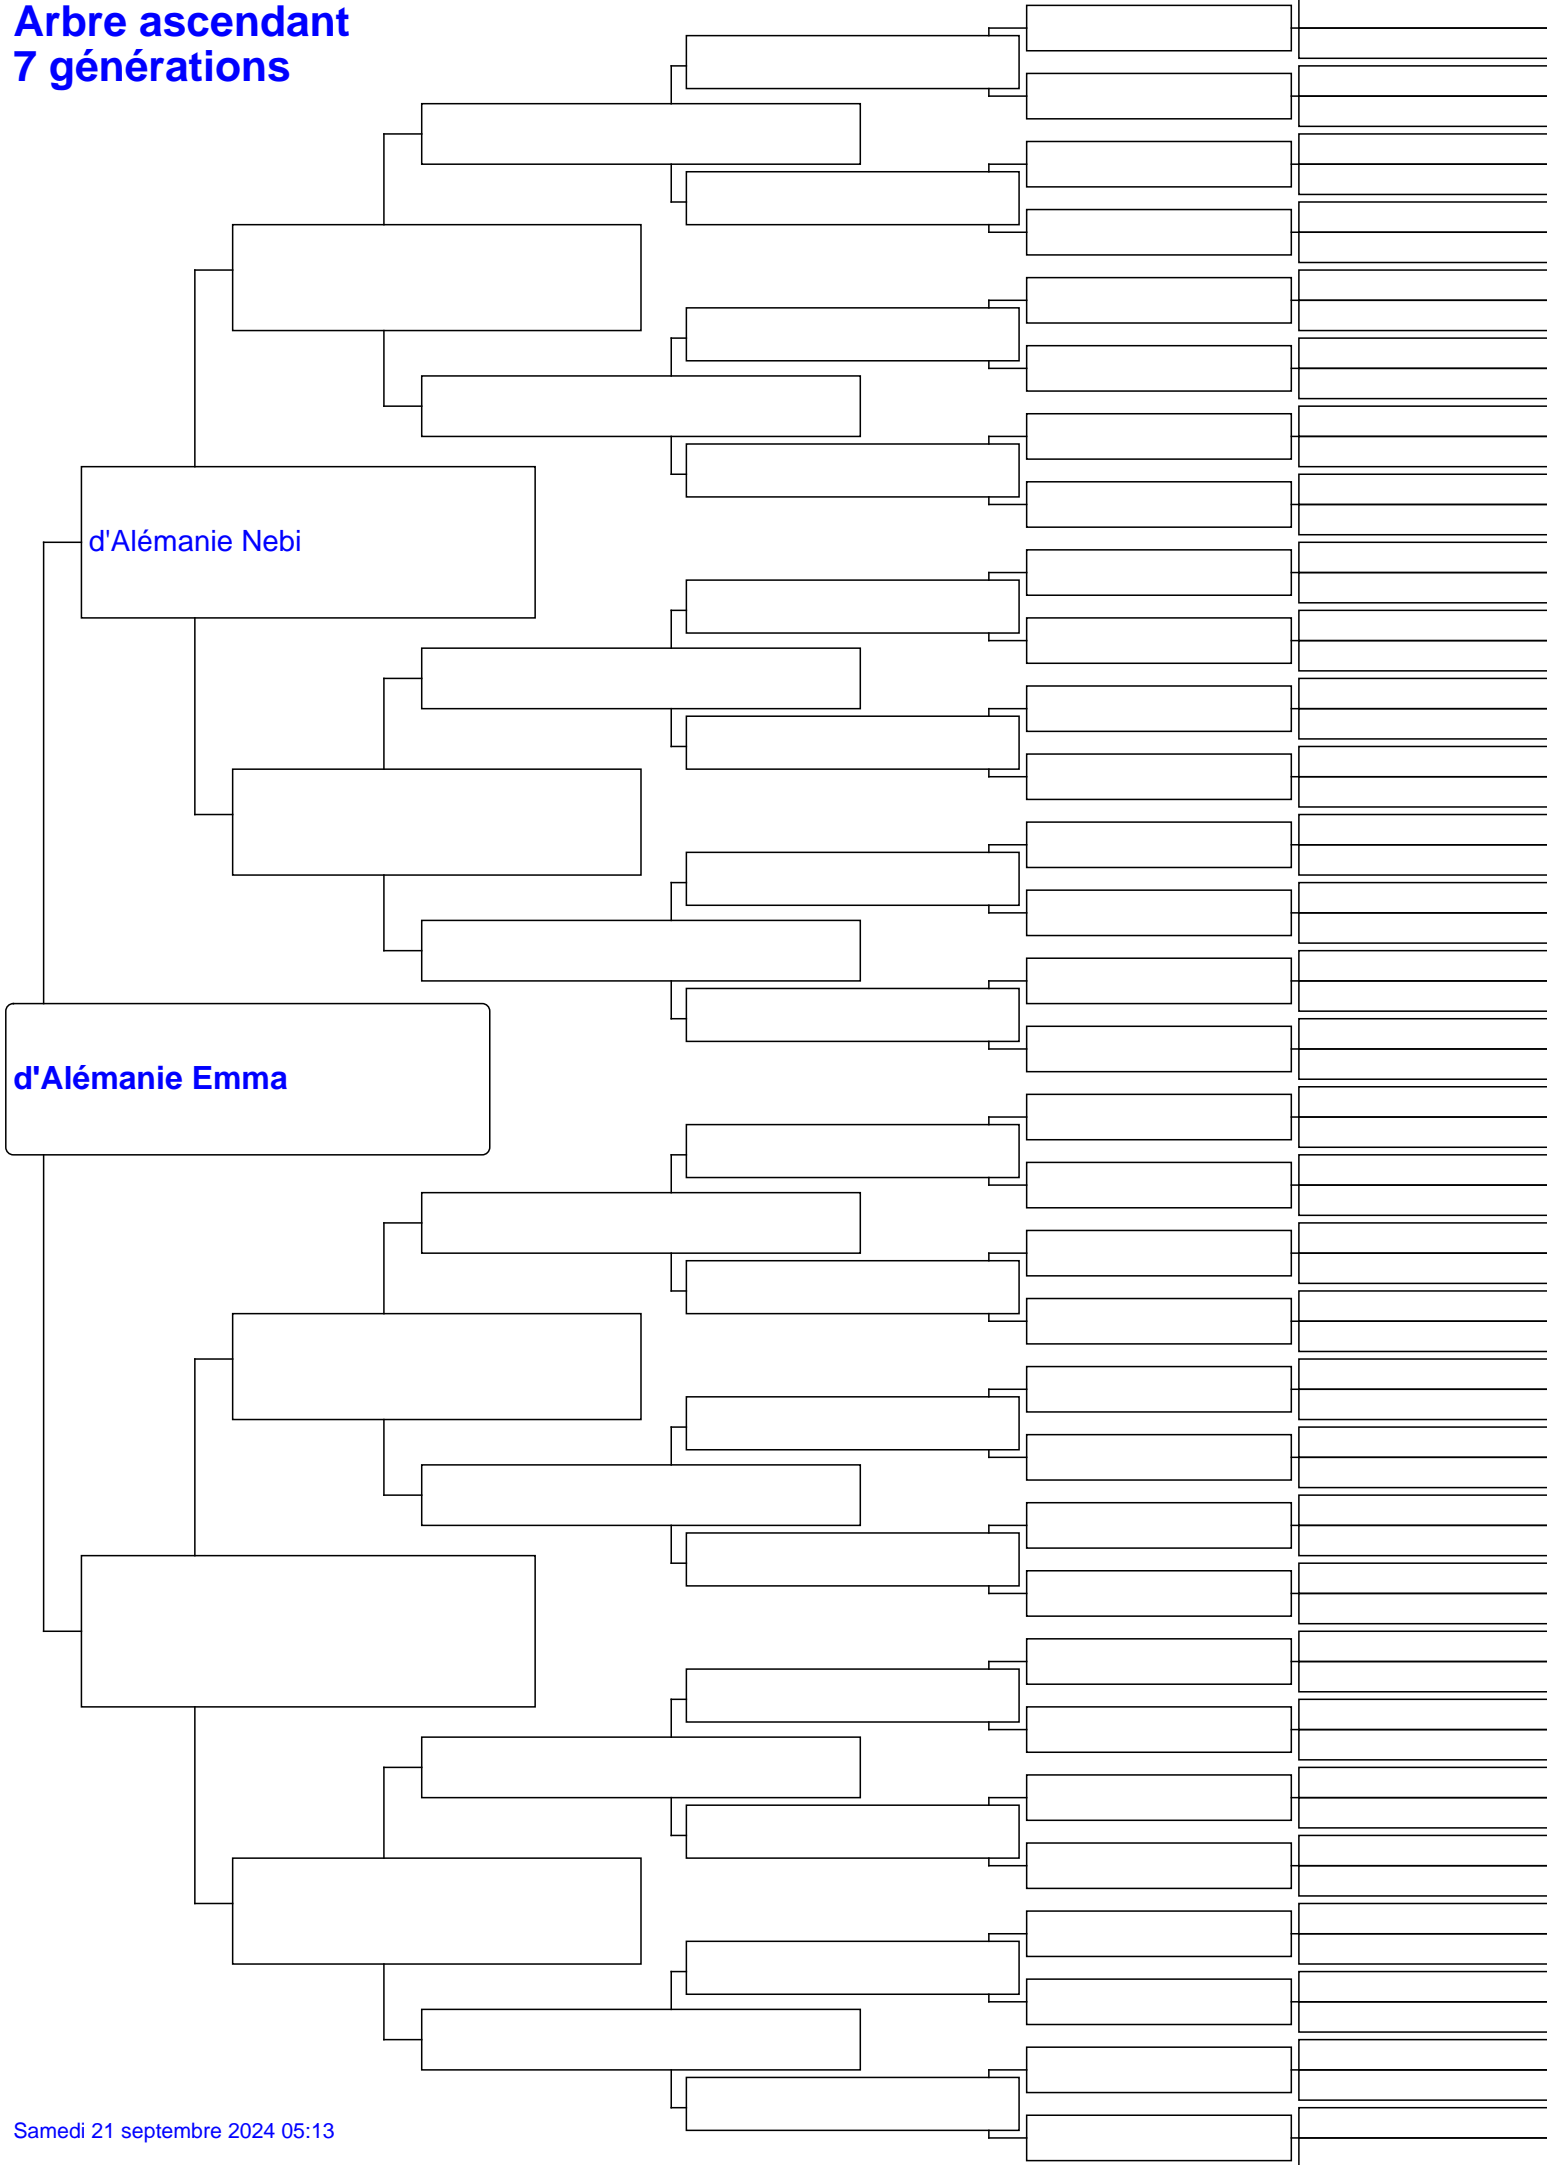 Arbre ascendant
7 générations
d'Alémanie Nebi
d'Alémanie Emma
Samedi 21 septembre 2024 05:13